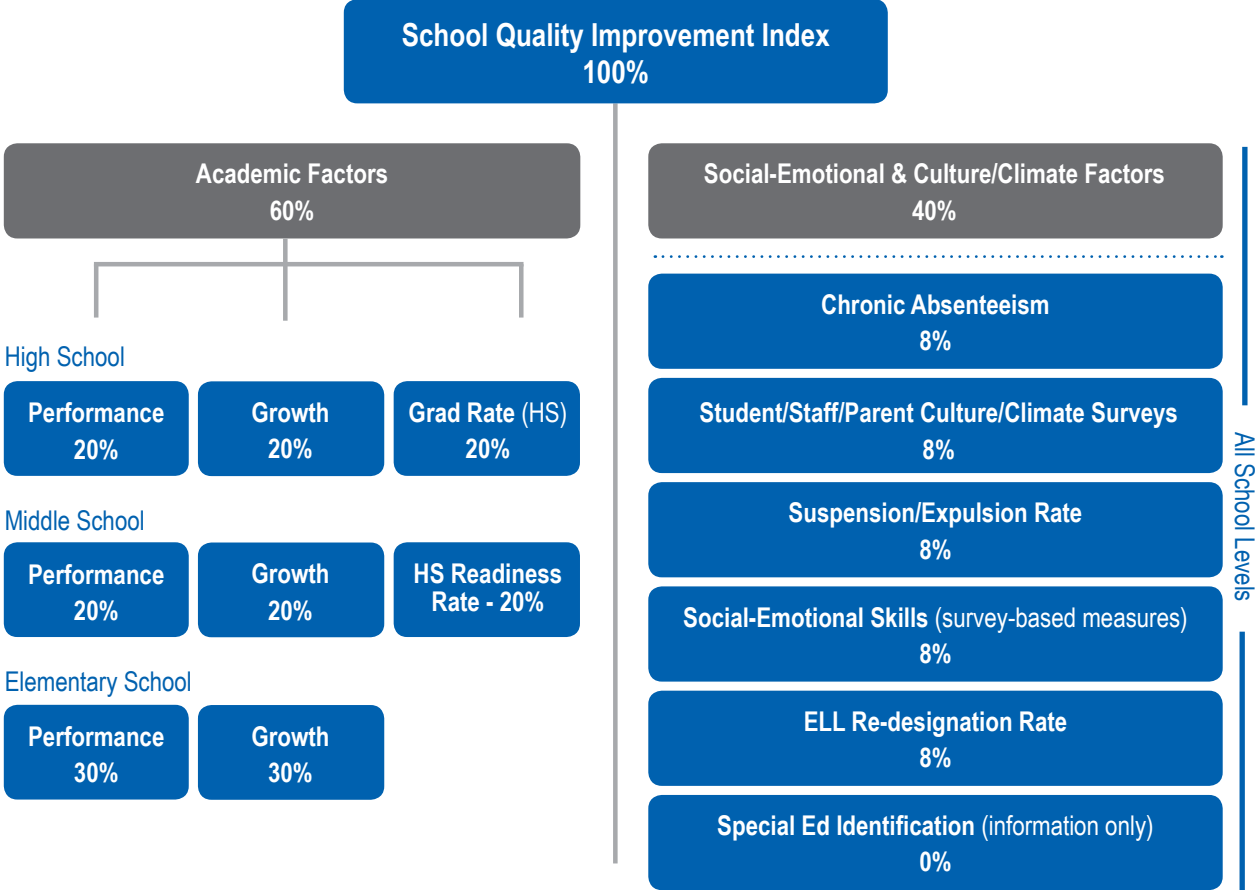 School Quality Improvement Index
100%
Academic Factors
60%
High School
Performance
20%
Growth
20%
Grad Rate (HS)
20%
Middle School
Performance
20%
Growth
20%
HS Readiness
Rate - 20%
Elementary School
Performance
30%
Growth
30%
Social-Emotional & Culture/Climate Factors
40%
Chronic Absenteeism
8%
Student/Staff/Parent Culture/Climate Surveys
8%
Suspension/Expulsion Rate
8%
Social-Emotional Skills (survey-based measures)
8%
ELL Re-designation Rate
8%
Special Ed Identification (information only)
0%
All School Levels